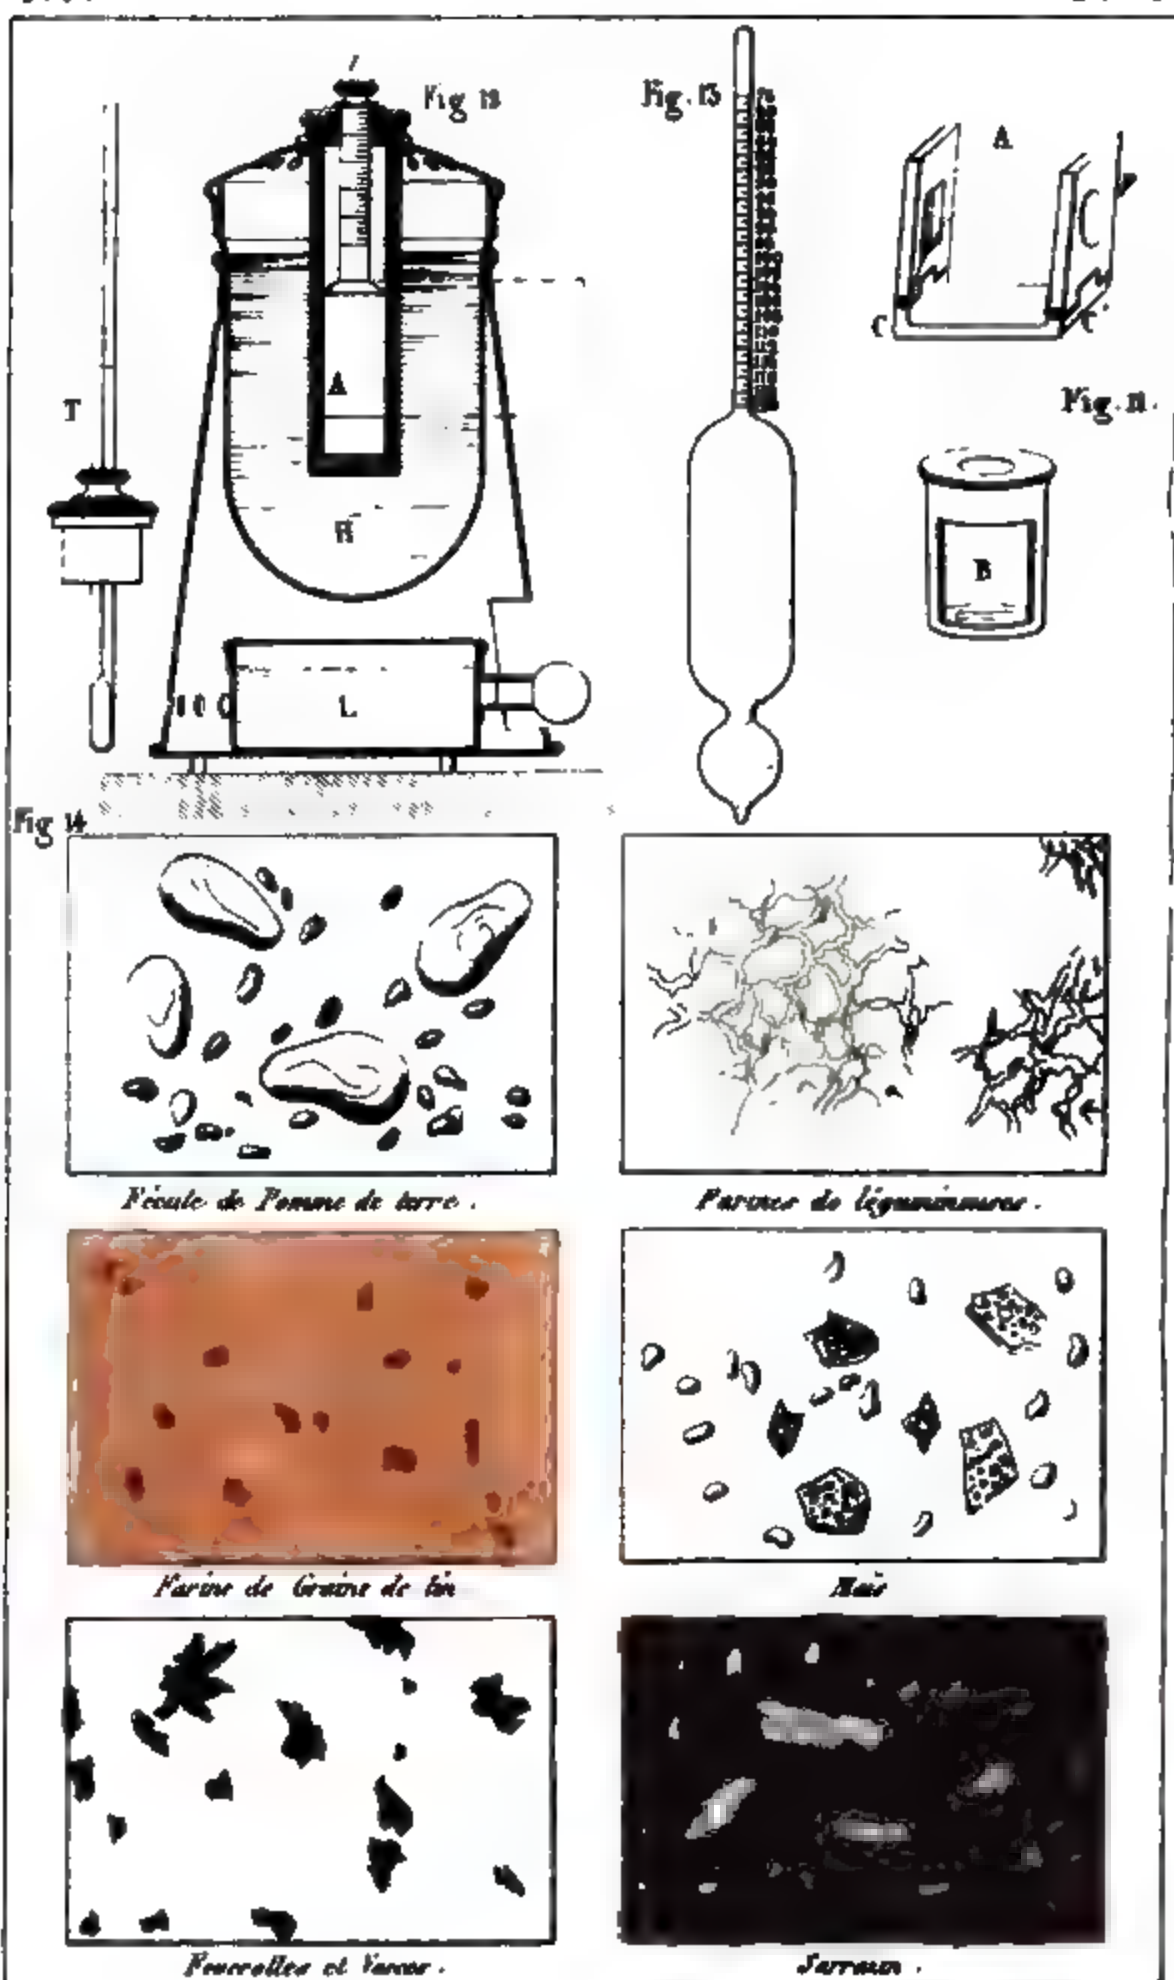 Fig 12
Fig. 13
A
T
A
C
C'
Fig. 11.
B
L
Fig 14
Fécule de Pomme de terre.
Farines de légumineuses.
Farine de Graine de lin
Maïs
Feverolles et Vesces.
Sarrasin.